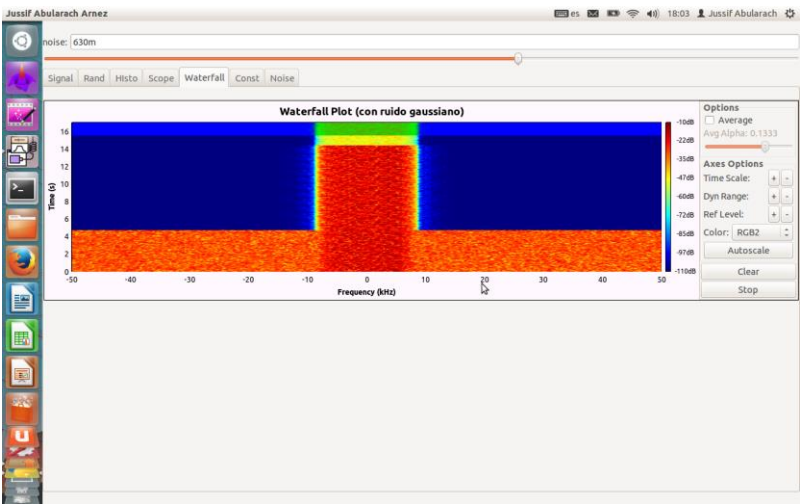 Jussif Abularach Arnez
es 18:03 Jussif Abularach
noise: 630m
Signal Rand Histo Scope Waterfall Const Noise
Waterfall Plot (con ruido gaussiano)
Options
Average
Avg Alpha: 0.1333
Axes Options
Time Scale: + -
Dyn Range: + -
Ref Level: + -
Color: RGB2
Autoscale
Clear
Stop
-10dB
-22dB
-35dB
-47dB
-60dB
-72dB
-85dB
-97dB
-110dB
Time (s)
16
14
12
10
8
6
4
2
0
-50 -40 -30 -20 -10 0 10 20 30 40 50
Frequency (kHz)